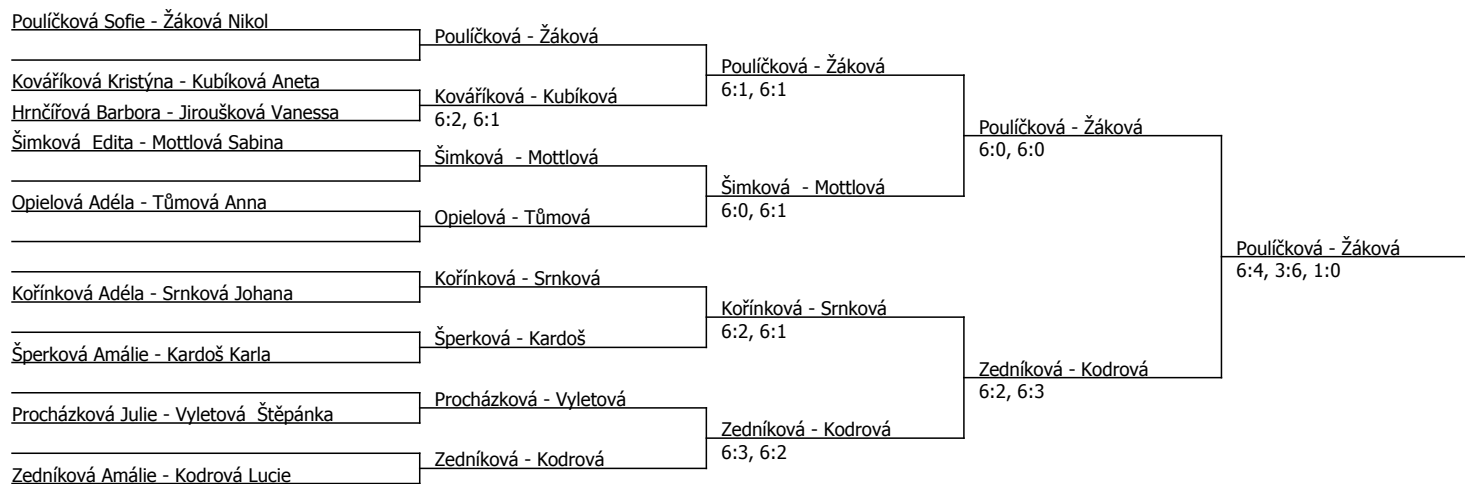 Poulíčková Sofie - Žáková Nikol
Kováříková Kristýna - Kubíková Aneta
Hrnčířová Barbora - Jiroušková Vanessa
Šimková  Edita - Mottlová Sabina
Opielová Adéla - Tůmová Anna
Kořínková Adéla - Srnková Johana
Šperková Amálie - Kardoš Karla
Procházková Julie - Vyletová  Štěpánka
Zedníková Amálie - Kodrová Lucie
Poulíčková - Žáková
Kováříková - Kubíková
6:2, 6:1
Šimková  - Mottlová
Opielová - Tůmová
Kořínková - Srnková
Šperková - Kardoš
Procházková - Vyletová
Zedníková - Kodrová
Poulíčková - Žáková
6:1, 6:1
Šimková  - Mottlová
6:0, 6:1
Kořínková - Srnková
6:2, 6:1
Zedníková - Kodrová
6:3, 6:2
Poulíčková - Žáková
6:0, 6:0
Zedníková - Kodrová
6:2, 6:3
Poulíčková - Žáková
6:4, 3:6, 1:0